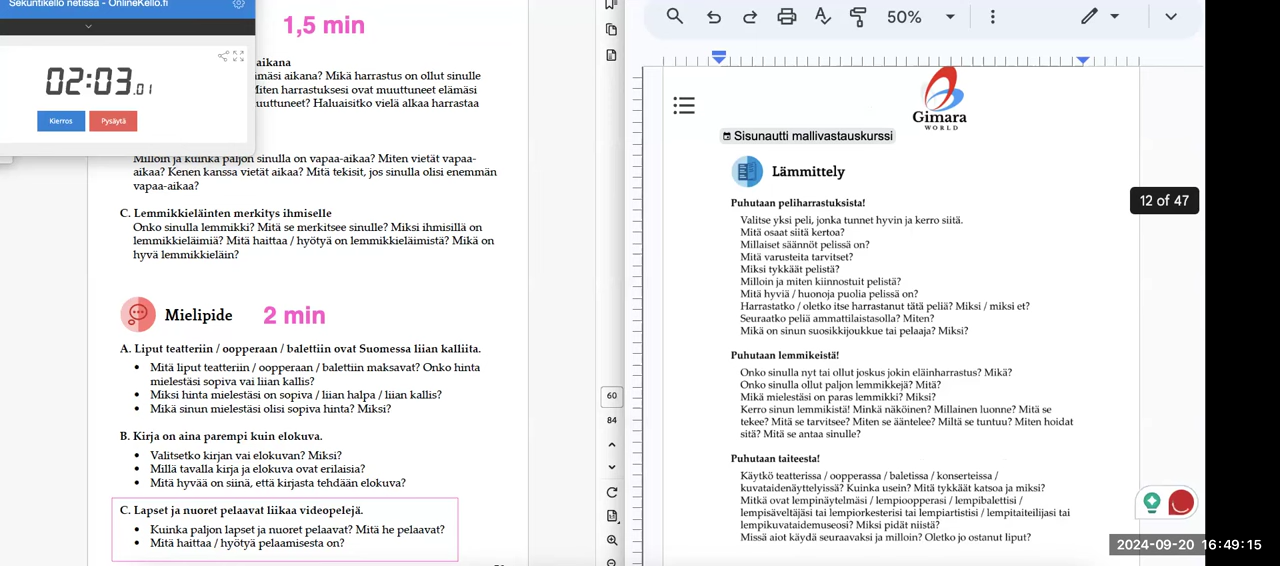 Sekuntikello netissä - OnlineKello.fi
1,5 min
02:03.01
Kierros
Pysäytä
aikana
ämäsi aikana? Mikä harrastus on ollut sinulle
Miten harrastuksesi ovat muuttuneet elämäsi
uuttuneet? Haluaisitko vielä alkaa harrastaa
Milloin ja kuinka paljon sinulla on vapaa-aikaa? Miten vietät vapaa-
aikaa? Kenen kanssa vietät aikaa? Mitä tekisit, jos sinulla olisi enemmän
vapaa-aikaa?
C. Lemmikkieläinten merkitys ihmiselle
Onko sinulla lemmikki? Mitä se merkitsee sinulle? Miksi ihmisillä on
lemmikkieläimiä? Mitä haittaa / hyötyä on lemmikkieläimistä? Mikä on
hyvä lemmikkieläin?
Mielipide
2 min
A. Liput teatteriin / oopperaan / balettiin ovat Suomessa liian kalliita.
• Mitä liput teatteriin / oopperaan / balettiin maksavat? Onko hinta
mielestäsi sopiva vai liian kallis?
• Miksi hinta mielestäsi on sopiva / liian halpa / liian kallis?
• Mikä sinun mielestäsi olisi sopiva hinta? Miksi?
B. Kirja on aina parempi kuin elokuva.
• Valitsetko kirjan vai elokuvan? Miksi?
• Millä tavalla kirja ja elokuva ovat erilaisia?
• Mitä hyvää on siinä, että kirjasta tehdään elokuva?
C. Lapset ja nuoret pelaavat liikaa videopelejä.
• Kuinka paljon lapset ja nuoret pelaavat? Mitä he pelaavat?
• Mitä haittaa / hyötyä pelaamisesta on?
60
84
50%
Gimara
WORLD
Sisunautti mallivastauskurssi
Lämmittely
12 of 47
Puhutaan peliharrastuksista!
Valitse yksi peli, jonka tunnet hyvin ja kerro siitä.
Mitä osaat siitä kertoa?
Millaiset säännöt pelissä on?
Mitä varusteita tarvitset?
Miksi tykkäät pelistä?
Milloin ja miten kiinnostuit pelistä?
Mitä hyviä / huonoja puolia pelissä on?
Harrastatko / oletko itse harrastanut tätä peliä? Miksi / miksi et?
Seuraatko peliä ammattilaistasolla? Miten?
Mikä on sinun suosikkijoukkue tai pelaaja? Miksi?
Puhutaan lemmikeistä!
Onko sinulla nyt tai ollut joskus jokin eläinharrastus? Mikä?
Onko sinulla ollut paljon lemmikkejä? Mitä?
Mikä mielestäsi on paras lemmikki? Miksi?
Kerro sinun lemmikistä! Minkä näköinen? Millainen luonne? Mitä se
tekee? Mitä se tarvitsee? Miten se ääntelee? Miltä se tuntuu? Miten hoidat
sitä? Mitä se antaa sinulle?
Puhutaan taiteesta!
Käytkö teatterissa / oopperassa / baletissa / konserteissa /
kuvataidenäyttelyissä? Kuinka usein? Mitä tykkäät katsoa ja miksi?
Mitkä ovat lempinäytelmäsi / lempioopperasi / lempibalettisi /
lempisäveltäjäsi tai lempiorkesterisi tai lempiartistisi / lempitaiteilijasi tai
lempikuvataidemuseosi? Miksi pidät niistä?
Missä aiot käydä seuraavaksi ja milloin? Oletko jo ostanut liput?
2024-09-20 16:49:15